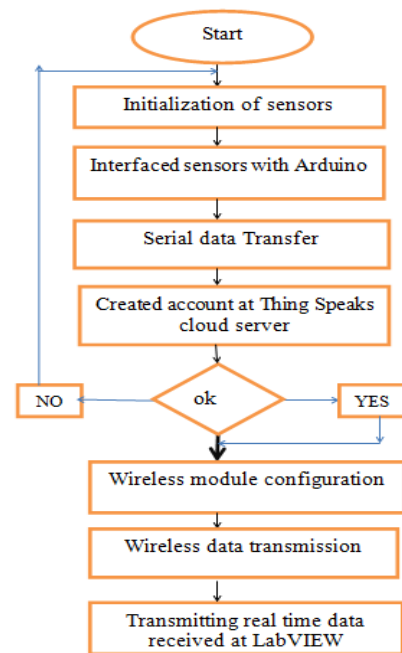 Start
Initialization of sensors
Interfaced sensors with Arduino
Serial data Transfer
Created account at Thing Speaks
cloud server
NO
ok
YES
Wireless module configuration
Wireless data transmission
Transmitting real time data
received at LabVIEW